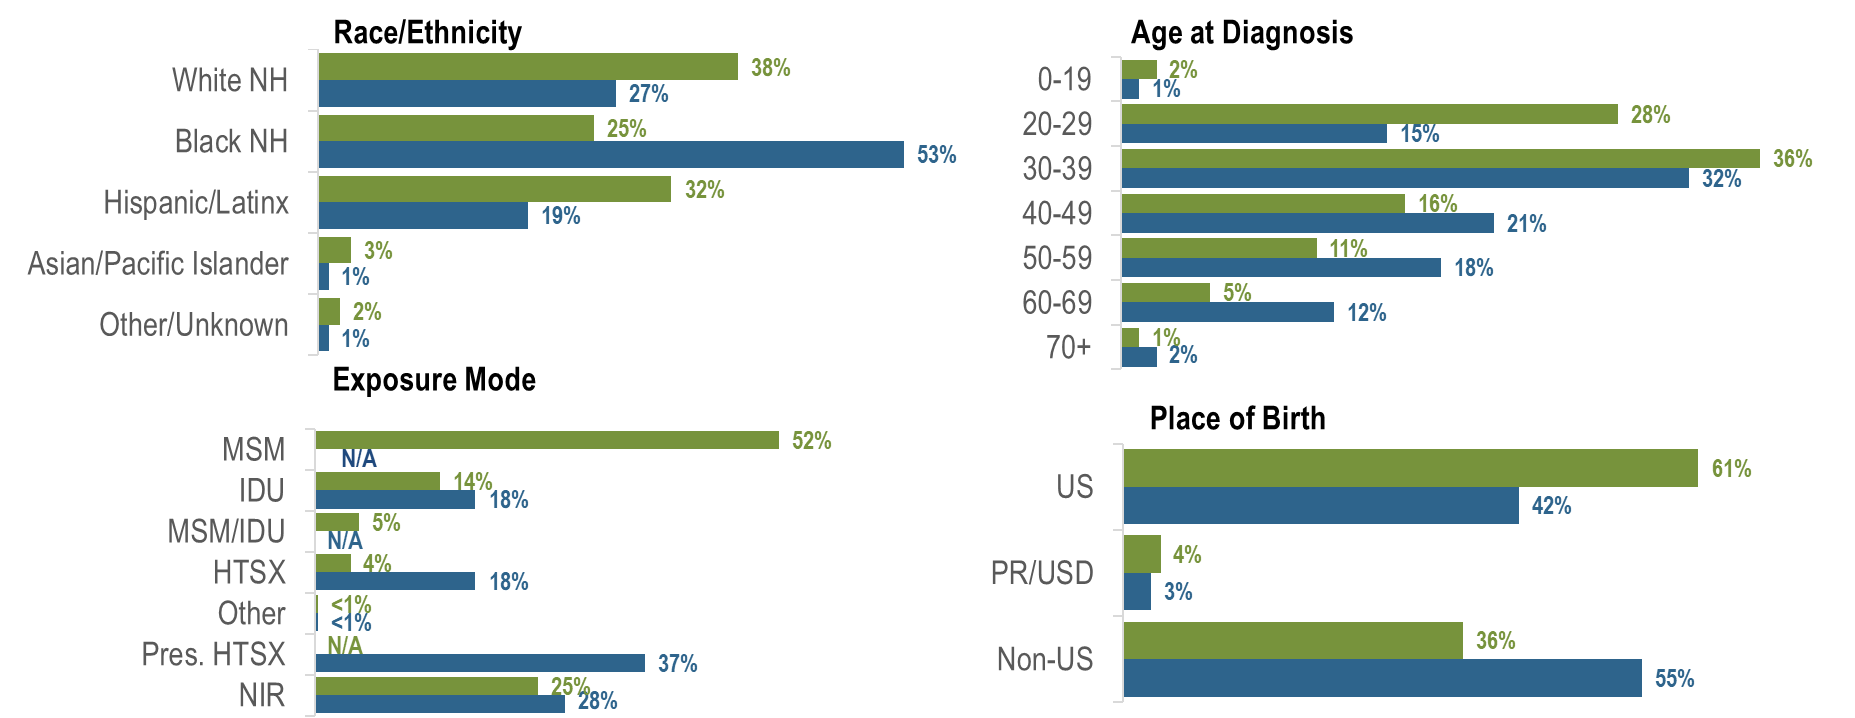 Race/Ethnicity
White NH
38%
27%
Black NH
25%
53%
Hispanic/Latinx
32%
19%
Asian/Pacific Islander
3%
1%
Other/Unknown
2%
1%
Age at Diagnosis
0-19
2%
1%
20-29
28%
15%
30-39
36%
32%
40-49
16%
21%
50-59
11%
18%
60-69
5%
12%
70+
1%
2%
Exposure Mode
MSM
52%
N/A
IDU
14%
18%
MSM/IDU
5%
N/A
HTSX
4%
18%
Other
<1%
<1%
Pres. HTSX
N/A
37%
NIR
25%
28%
Place of Birth
US
61%
42%
PR/USD
4%
3%
Non-US
36%
55%